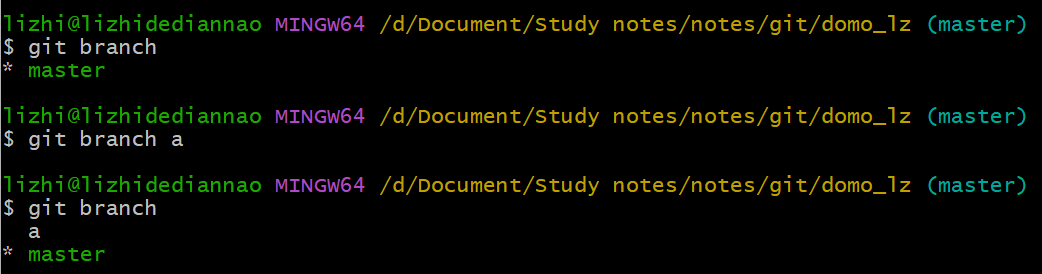 lizhi@lizhidediannao MINGW64 /d/Document/Study notes/notes/git/domo_lz (master)
$ git branch
* master
lizhi@lizhidediannao MINGW64 /d/Document/Study notes/notes/git/domo_lz (master)
$ git branch a
lizhi@lizhidediannao MINGW64 /d/Document/Study notes/notes/git/domo_lz (master)
$ git branch
  a
* master